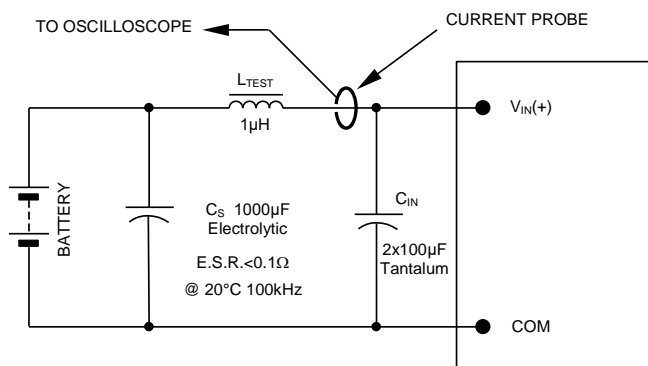 TO OSCILLOSCOPE
CURRENT PROBE
LTEST
1µH
VIN(+)
BATTERY
CS 1000µF
Electrolytic
E.S.R.<0.1Ω
@ 20°C 100kHz
CIN
2x100µF
Tantalum
COM